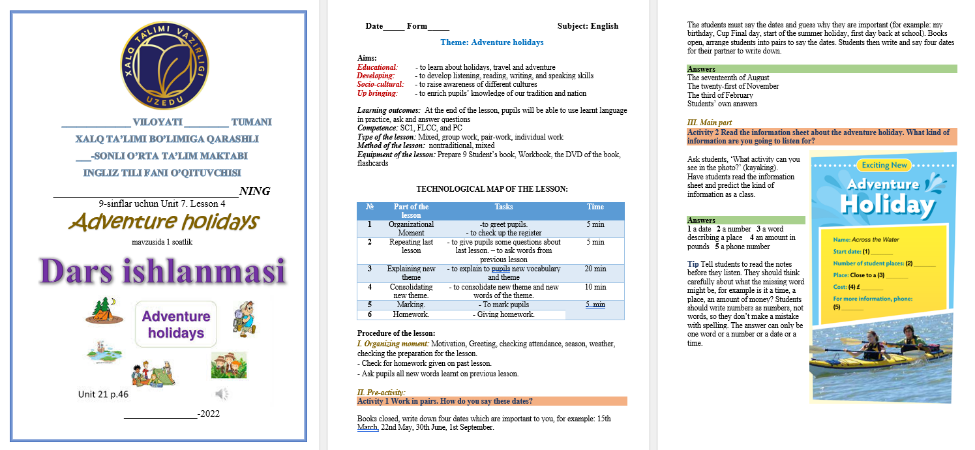 XALQ TA'LIMI VAZIRLIGI
UZEDU
______________ VILOYATI _________ TUMANI
XALQ TA'LIMI BO'LIMIGA QARASHLI
___-SONLI O'RTA TA'LIM MAKTABI
INGLIZ TILI FANI O'QITUVCHISI
______________________________NING
9-sinflar uchun Unit 7. Lesson 4
Adventure holidays
mavzusida 1 soatlik
Dars ishlanmasi
Adventure
holidays
Unit 21 p.46
_______________-2022
Date_____ Form_____ Subject: English
Theme: Adventure holidays
Aims:
Educational: - to learn about holidays, travel and adventure
Developing: - to develop listening, reading, writing, and speaking skills
Socio-cultural: - to raise awareness of different cultures
Up bringing: - to enrich pupils' knowledge of our tradition and nation
Learning outcomes: At the end of the lesson, pupils will be able to use learnt language
in practice, ask and answer questions
Competence: SC1, FLCC, and PC
Type of the lesson: Mixed, group work, pair-work, individual work
Method of the lesson: nontraditional, mixed
Equipment of the lesson: Prepare 9 Student's book, Workbook, the DVD of the book,
flashcards
TECHNOLOGICAL MAP OF THE LESSON:
№ Part of the lesson Tasks Time
1 Organizational Moment -to greet pupils. - to check up the register 5 min
2 Repeating last lesson - to give pupils some questions about last lesson. – to ask words from previous lesson 5 min
3 Explaining new theme - to explain to pupils new vocabulary and theme 20 min
4 Consolidating new theme. - to consolidate new theme and new words of the theme. 10 min
5 Marking. - To mark pupils 5 min
6 Homework. - Giving homework.
Procedure of the lesson:
I. Organizing moment: Motivation, Greeting, checking attendance, season, weather,
checking the preparation for the lesson.
- Check for homework given on past lesson.
- Ask pupils all new words learnt on previous lesson.
II. Pre-activity:
Activity 1 Work in pairs. How do you say these dates?
Books closed, write down four dates which are important to you, for example: 15th
March, 22nd May, 30th June, 1st September.
The students must say the dates and guess why they are important (for example: my
birthday, Cup Final day, start of the summer holiday, first day back at school). Books
open, arrange students into pairs to say the dates. Students then write and say four dates
for their partner to write down.
Answers
The seventeenth of August
The twenty-first of November
The third of February
Students' own answers
III. Main part
Activity 2 Read the information sheet about the adventure holiday. What kind of
information are you going to listen for?
Ask students, 'What activity can you
see in the photo?' (kayaking).
Have students read the information
sheet and predict the kind of
information as a class.
Answers
1 a date 2 a number 3 a word
describing a place 4 an amount in
pounds 5 a phone number
Tip Tell students to read the notes
before they listen. They should think
carefully about what the missing word
might be, for example is it a time, a
place, an amount of money? Students
should write numbers as numbers, not
words, so they don't make a mistake
with spelling. The answer can only be
one word or a number or a date or a
time.
Exciting New
Adventure
Holiday
Name: Across the Water
Start date: (1) ______
Number of student places: (2) ______
Place: Close to a (3) ______
Cost: (4) £ ______
For more information, phone:
(5) ______